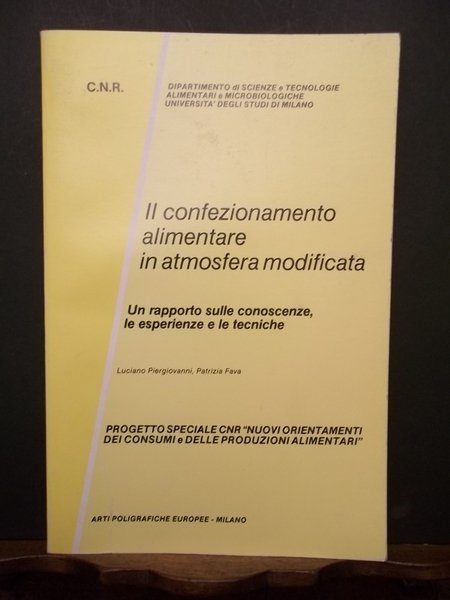 C.N.R.
DIPARTIMENTO di SCIENZE e TECNOLOGIE
ALIMENTARI e MICROBIOLOGICHE
UNIVERSITA' DEGLI STUDI DI MILANO
Il confezionamento
alimentare
in atmosfera modificata
Un rapporto sulle conoscenze,
le esperienze e le tecniche
Luciano Piergiovanni, Patrizia Fava
PROGETTO SPECIALE CNR "NUOVI ORIENTAMENTI
DEI CONSUMI e DELLE PRODUZIONI ALIMENTARI"
ARTI POLIGRAFICHE EUROPEE - MILANO